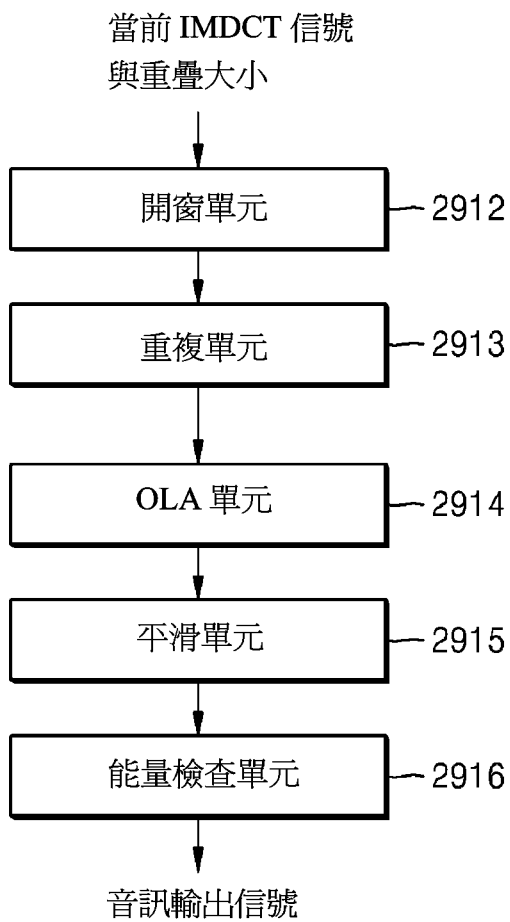 當前 IMDCT 信號
與重疊大小
開窗單元 2912
重複單元 2913
OLA 單元 2914
平滑單元 2915
能量檢查單元 2916
音訊輸出信號